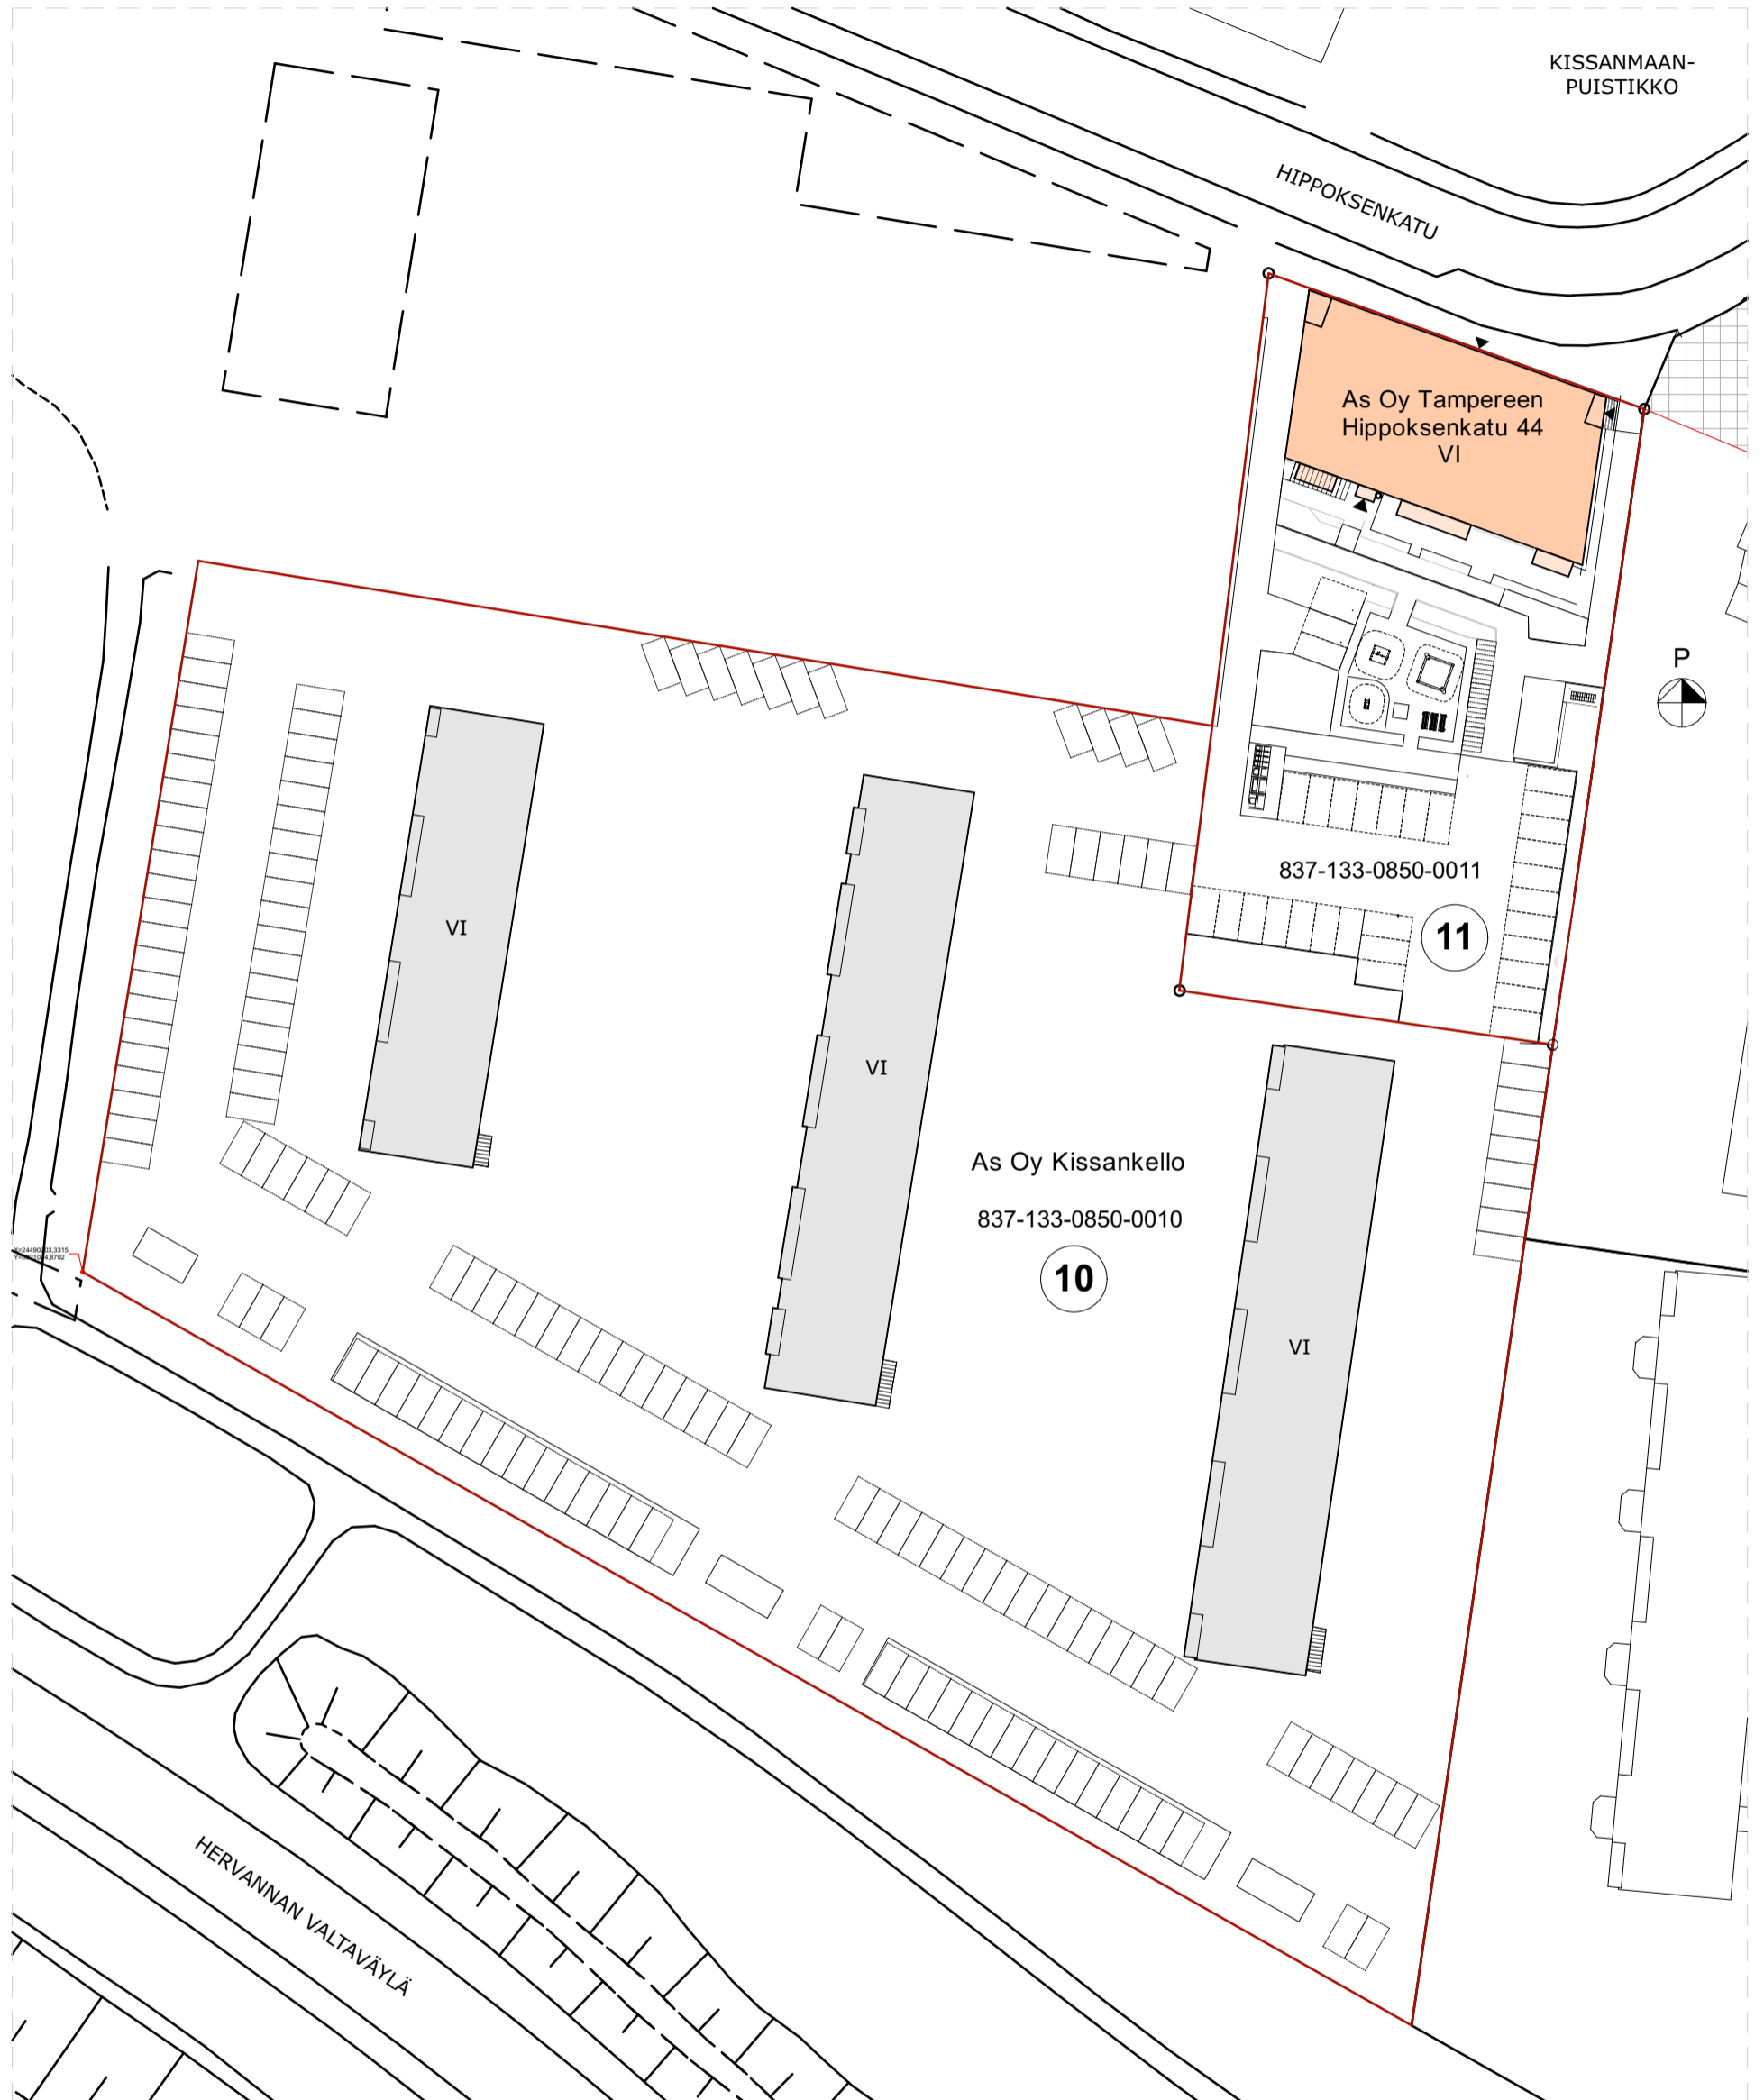 KISSANMAAN-
PUISTIKKO
HIPPOKSENKATU
As Oy Tampereen
Hippoksenkatu 44
VI
P
837-133-0850-0011
11
VI
VI
As Oy Kissankello
837-133-0850-0010
10
VI
HERVANNAN VALTAVÄYLÄ